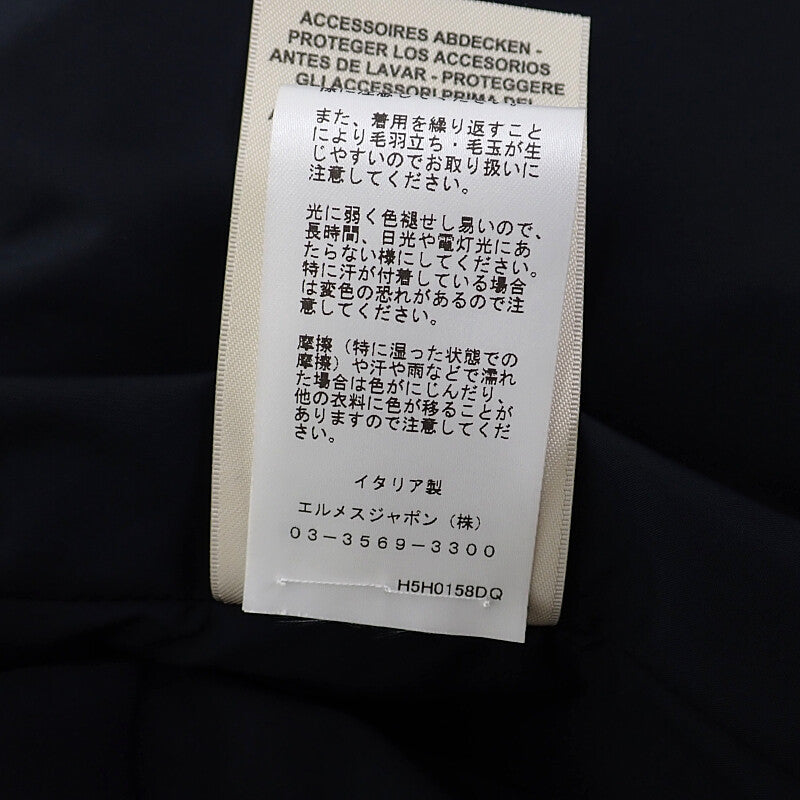 ACCESSOIRES ABDECKEN -
PROTEGER LOS ACCESORIOS
ANTES DE LAVAR - PROTEGGERE
GLI ACCESSORI PRIMA DEL
また、着用を繰り返すこと
により毛羽立ち・毛玉が生
じやすいのでお取り扱いに
注意してください。
光に弱く色褪せし易いので、
長時間、日光や電灯光にあ
たらない様にしてください。
特に汗が付着している場合
は変色の恐れがあるので注
意してください。
摩擦（特に湿った状態での
摩擦）や汗や雨などで濡れ
た場合は色がにじんだり、
他の衣料に色が移ることが
ありますので注意してくだ
さい。
イタリア製
エルメスジャポン（株）
03-3569-3300
H5H0158DQ